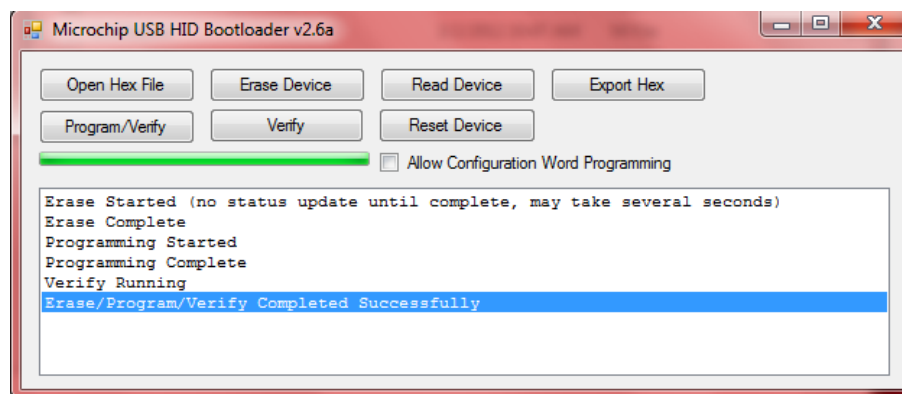 Microchip USB HID Bootloader v2.6a
Open Hex File Erase Device Read Device Export Hex
Program/Verify Verify Reset Device
Allow Configuration Word Programming
Erase Started (no status update until complete, may take several seconds)
Erase Complete
Programming Started
Programming Complete
Verify Running
Erase/Program/Verify Completed Successfully